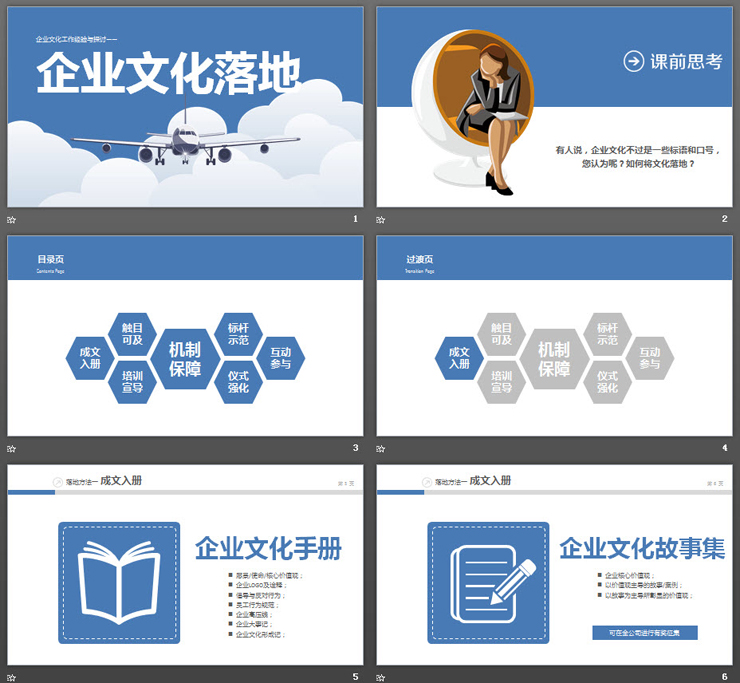 企业文化工作经验与探讨——
企业文化落地
1
课前思考
有人说，企业文化不过是一些标语和口号，
您认为呢？如何将文化落地？
2
目录页
Contents Page
成文
入册
触目
可及
培训
宣导
机制
保障
标杆
示范
仪式
强化
互动
参与
3
过渡页
Transition Page
成文
入册
触目
可及
培训
宣导
机制
保障
标杆
示范
仪式
强化
互动
参与
4
落地方法一 成文入册
第 5 页
企业文化手册
愿景/使命/核心价值观；
企业LOGO及诠释；
倡导与反对行为；
员工行为规范；
企业高压线；
企业大事记；
企业文化形成记；
5
落地方法一 成文入册
第 6 页
企业文化故事集
企业核心价值观；
以价值观主导的故事/案例；
以故事为主导所彰显的价值观；
可在全公司进行有奖征集
6